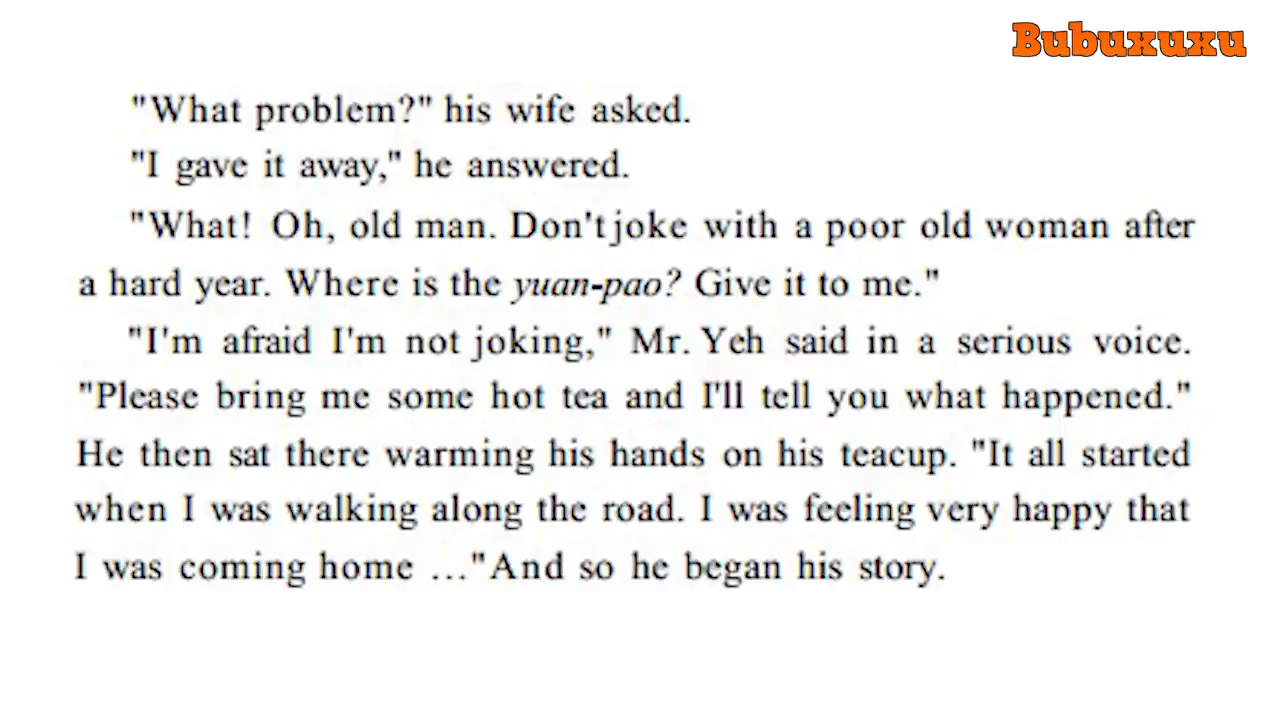 Bubuxuxu
"What problem?" his wife asked.
"I gave it away," he answered.
"What! Oh, old man. Don't joke with a poor old woman after
a hard year. Where is the yuan-pao? Give it to me."
"I'm afraid I'm not joking," Mr. Yeh said in a serious voice.
"Please bring me some hot tea and I'll tell you what happened."
He then sat there warming his hands on his teacup. "It all started
when I was walking along the road. I was feeling very happy that
I was coming home ..."And so he began his story.